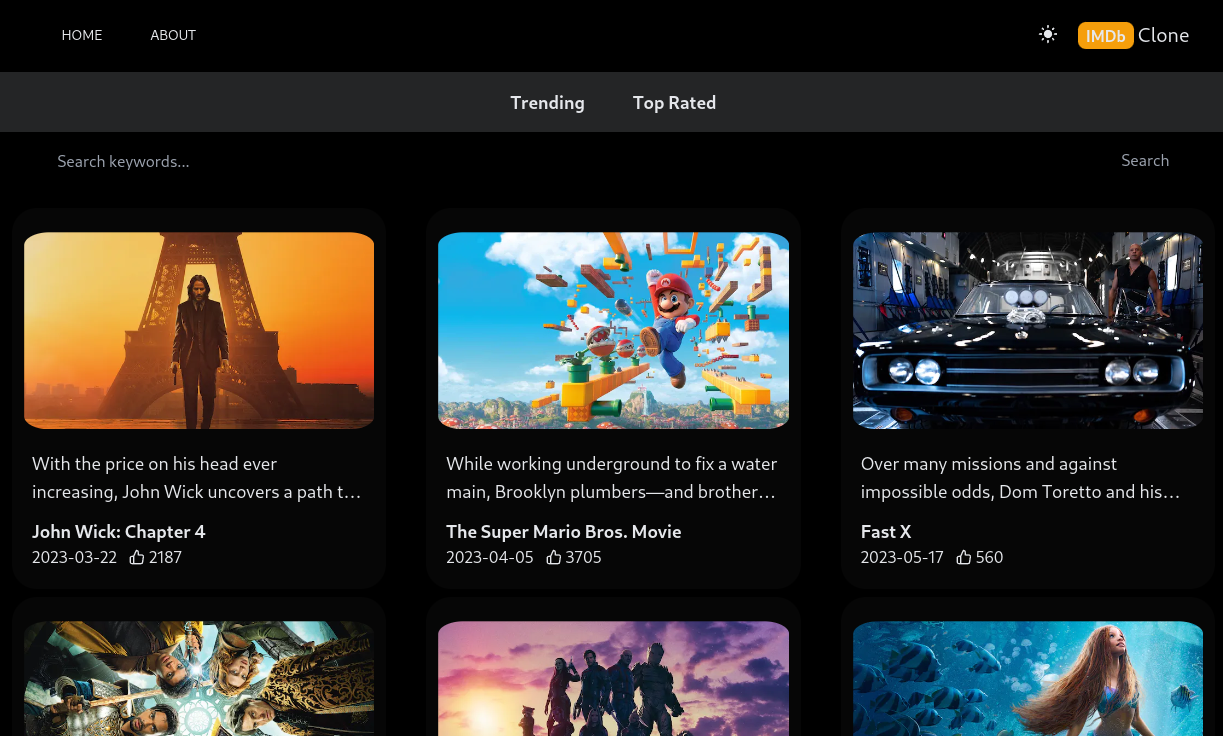 HOME ABOUT IMDb Clone
Trending Top Rated
Search keywords... Search
With the price on his head ever
increasing, John Wick uncovers a path t...
John Wick: Chapter 4
2023-03-22 2187
While working underground to fix a water
main, Brooklyn plumbers—and brother...
The Super Mario Bros. Movie
2023-04-05 3705
Over many missions and against
impossible odds, Dom Toretto and his...
Fast X
2023-05-17 560